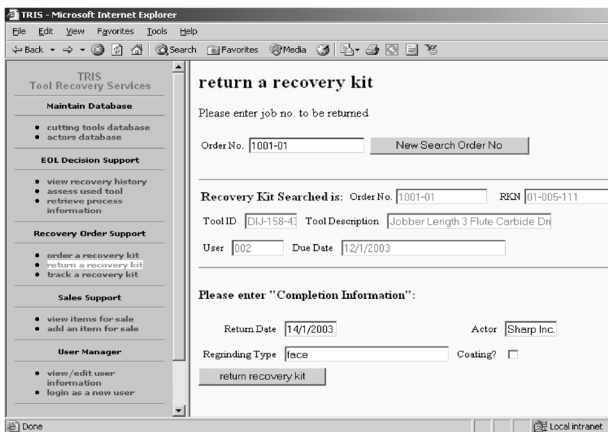 TRIS - Microsoft Internet Explorer
File Edit View Favorites Tools Help
Back Search Favorites Media
TRIS
Tool Recovery Services
Maintain Database
cutting tools database
actors database
EOL Decision Support
view recovery history
assess used tool
retrieve process
information
Recovery Order Support
order a recovery kit
return a recovery kit
track a recovery kit
Sales Support
view items for sale
add an item for sale
User Manager
view/edit user
information
login as a new user
return a recovery kit
Please enter job no. to be returned
Order No. 1001-01 New Search Order No
Recovery Kit Searched is: Order No. 1001-01 RKN 01-005-111
Tool ID DIJ-158-43 Tool Description Jobber Length 3 Flute Carbide Dri
User 002 Due Date 12/1/2003
Please enter "Completion Information":
Return Date 14/1/2003 Actor Sharp Inc.
Regrinding Type face Coating?
return recovery kit
Done Local intranet